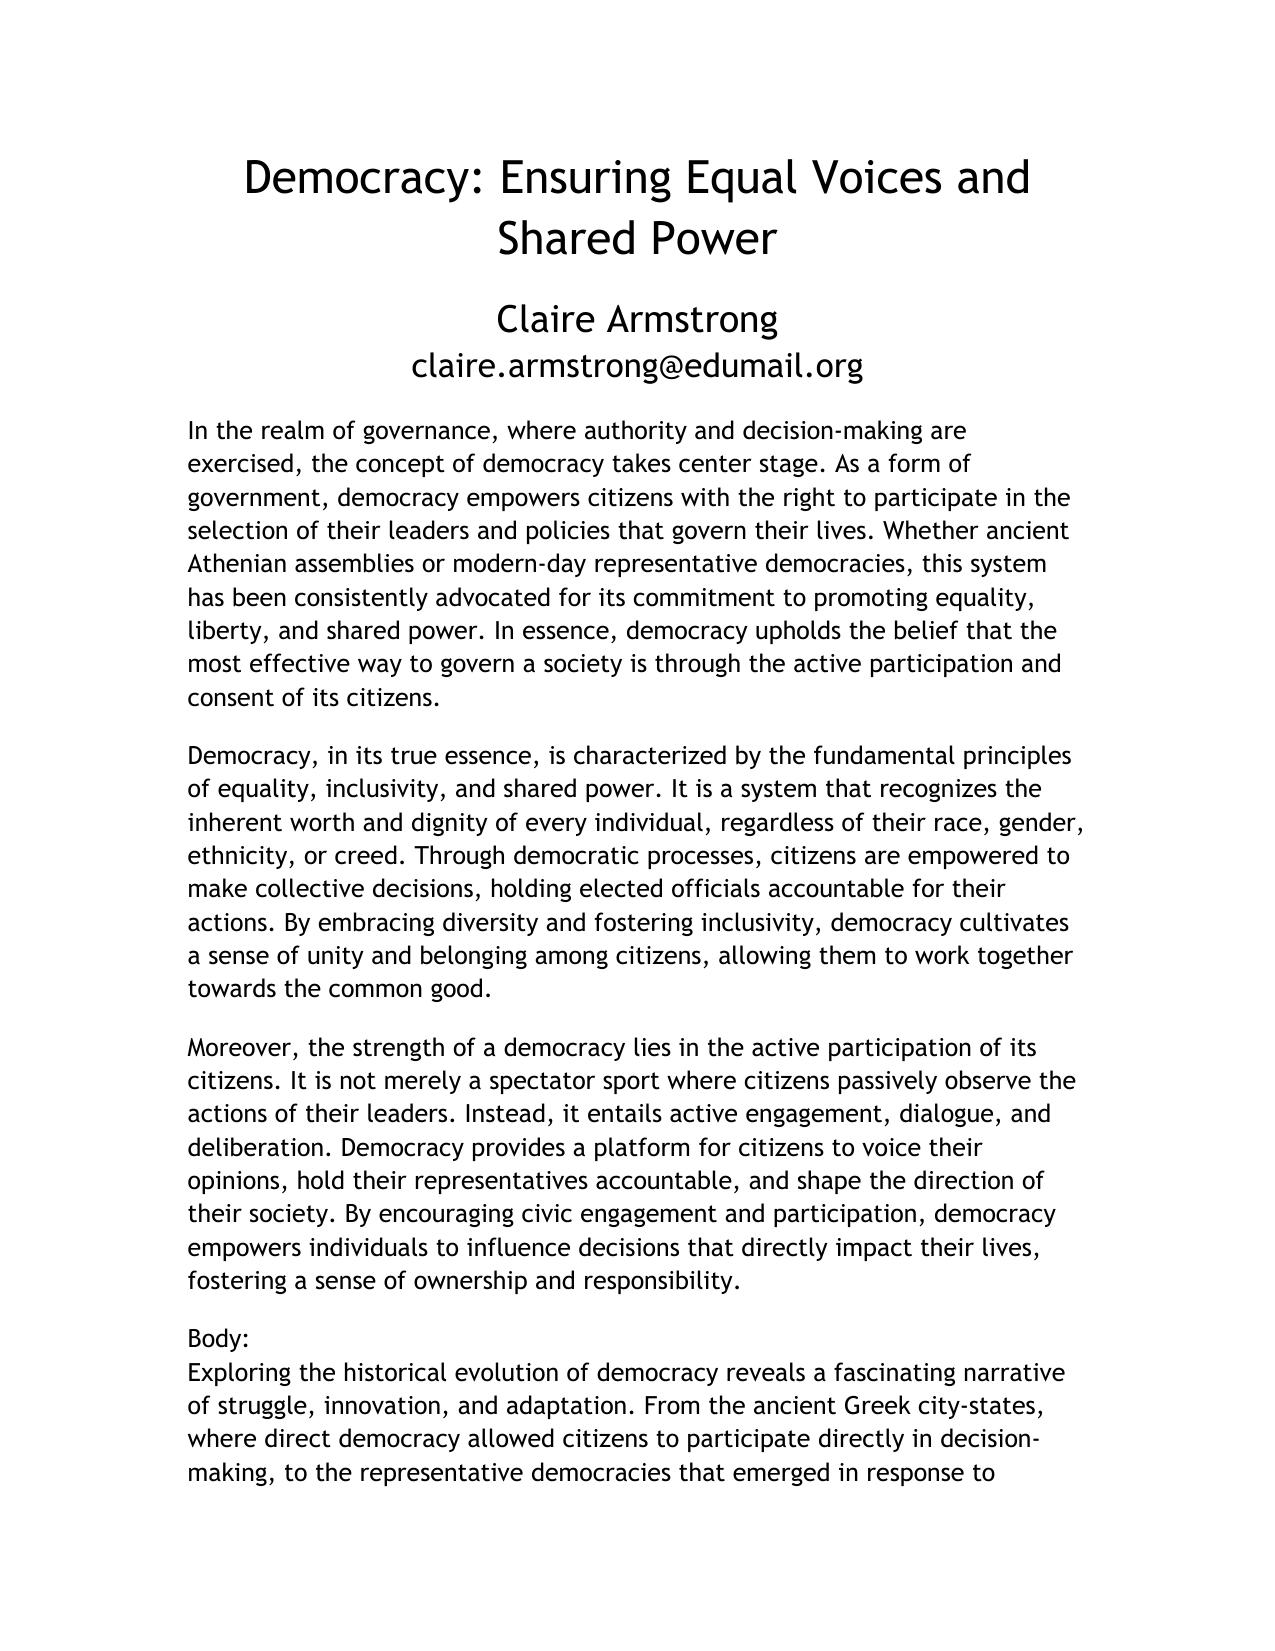 Democracy: Ensuring Equal Voices and
Shared Power
Claire Armstrong
claire.armstrong@edumail.org
In the realm of governance, where authority and decision-making are
exercised, the concept of democracy takes center stage. As a form of
government, democracy empowers citizens with the right to participate in the
selection of their leaders and policies that govern their lives. Whether ancient
Athenian assemblies or modern-day representative democracies, this system
has been consistently advocated for its commitment to promoting equality,
liberty, and shared power. In essence, democracy upholds the belief that the
most effective way to govern a society is through the active participation and
consent of its citizens.
Democracy, in its true essence, is characterized by the fundamental principles
of equality, inclusivity, and shared power. It is a system that recognizes the
inherent worth and dignity of every individual, regardless of their race, gender,
ethnicity, or creed. Through democratic processes, citizens are empowered to
make collective decisions, holding elected officials accountable for their
actions. By embracing diversity and fostering inclusivity, democracy cultivates
a sense of unity and belonging among citizens, allowing them to work together
towards the common good.
Moreover, the strength of a democracy lies in the active participation of its
citizens. It is not merely a spectator sport where citizens passively observe the
actions of their leaders. Instead, it entails active engagement, dialogue, and
deliberation. Democracy provides a platform for citizens to voice their
opinions, hold their representatives accountable, and shape the direction of
their society. By encouraging civic engagement and participation, democracy
empowers individuals to influence decisions that directly impact their lives,
fostering a sense of ownership and responsibility.
Body:
Exploring the historical evolution of democracy reveals a fascinating narrative
of struggle, innovation, and adaptation. From the ancient Greek city-states,
where direct democracy allowed citizens to participate directly in decision-
making, to the representative democracies that emerged in response to